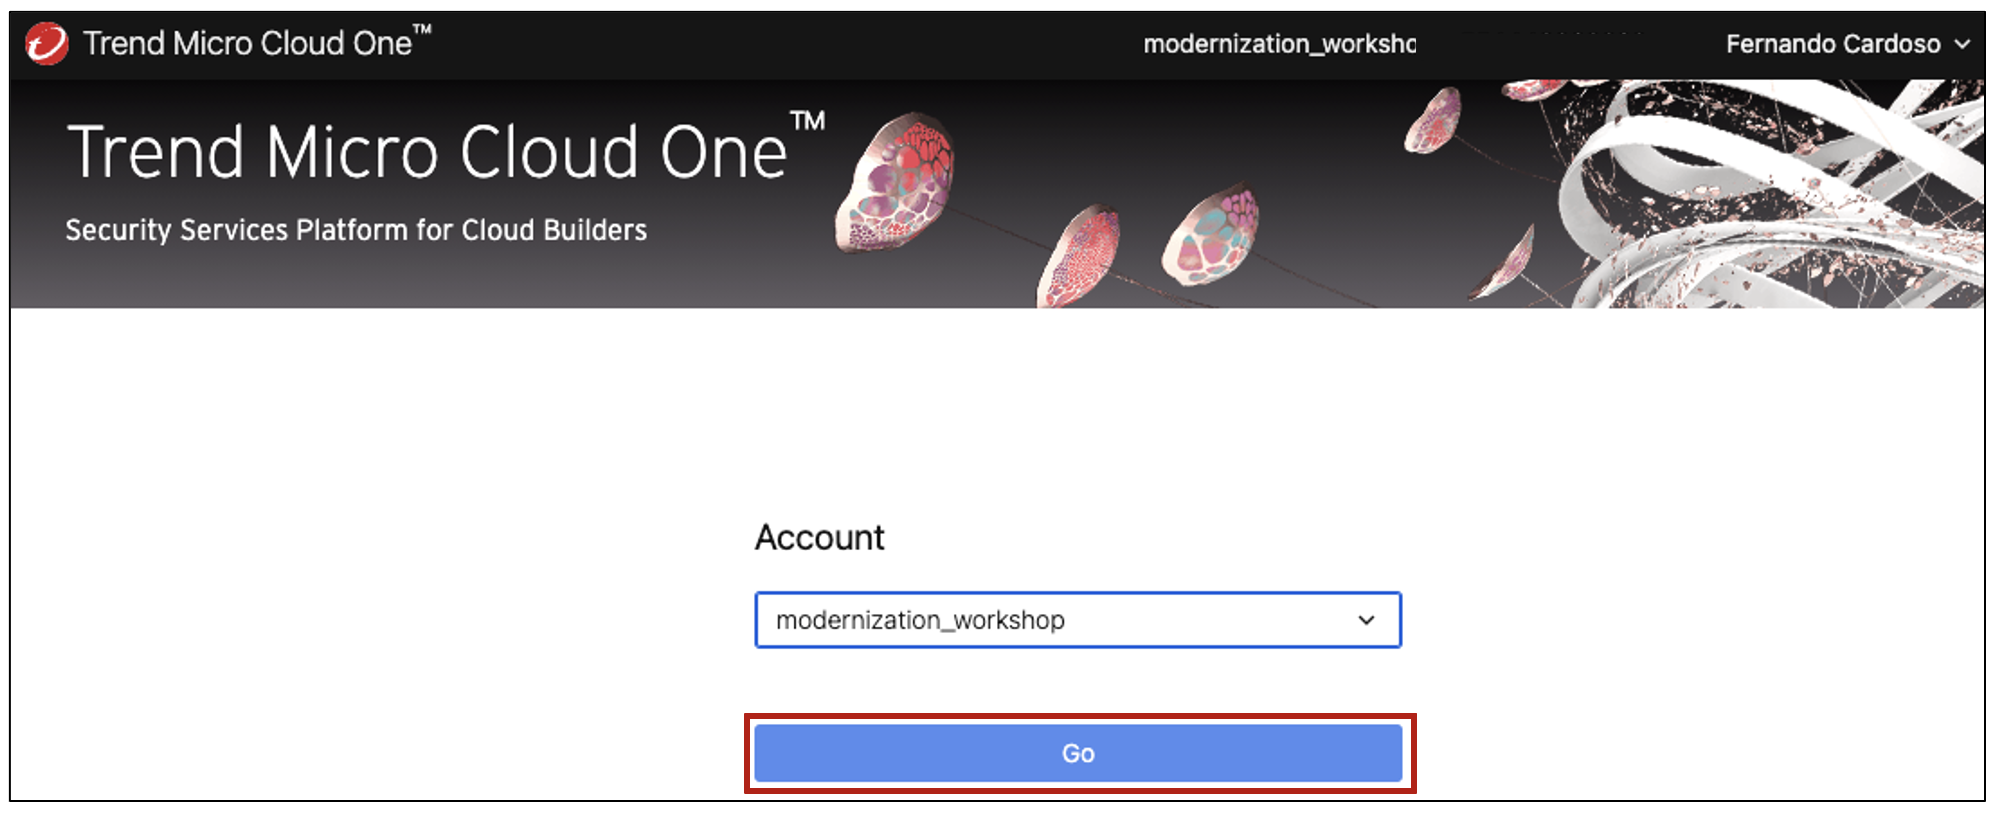 Trend Micro Cloud One™
modernization_worksho
Fernando Cardoso
Trend Micro Cloud One™
Security Services Platform for Cloud Builders
Account
modernization_workshop
Go